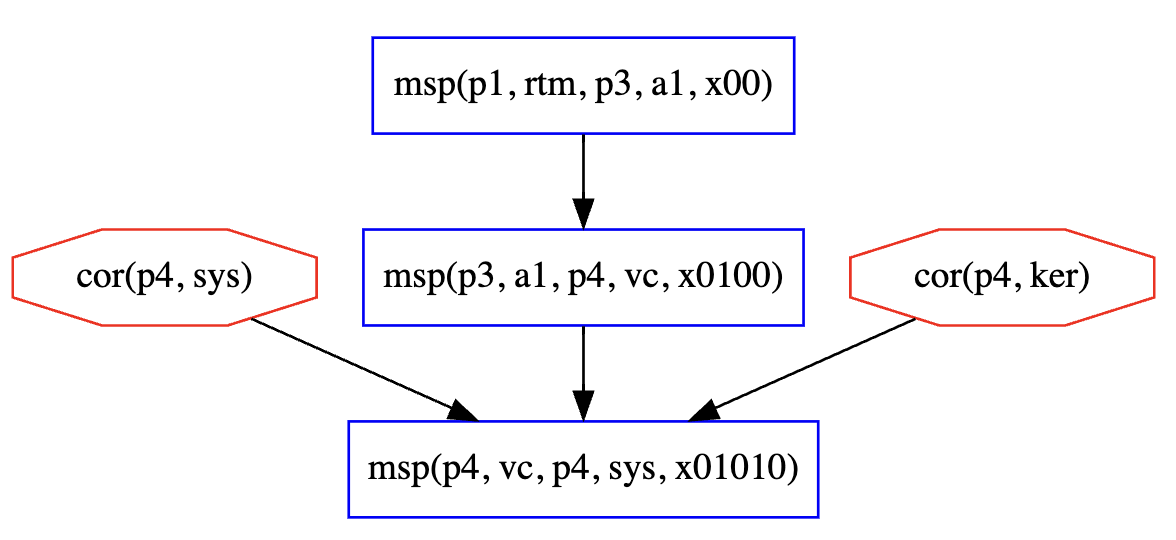 msp(p1, rtm, p3, a1, x00)
cor(p4, sys)
msp(p3, a1, p4, vc, x0100)
cor(p4, ker)
msp(p4, vc, p4, sys, x01010)